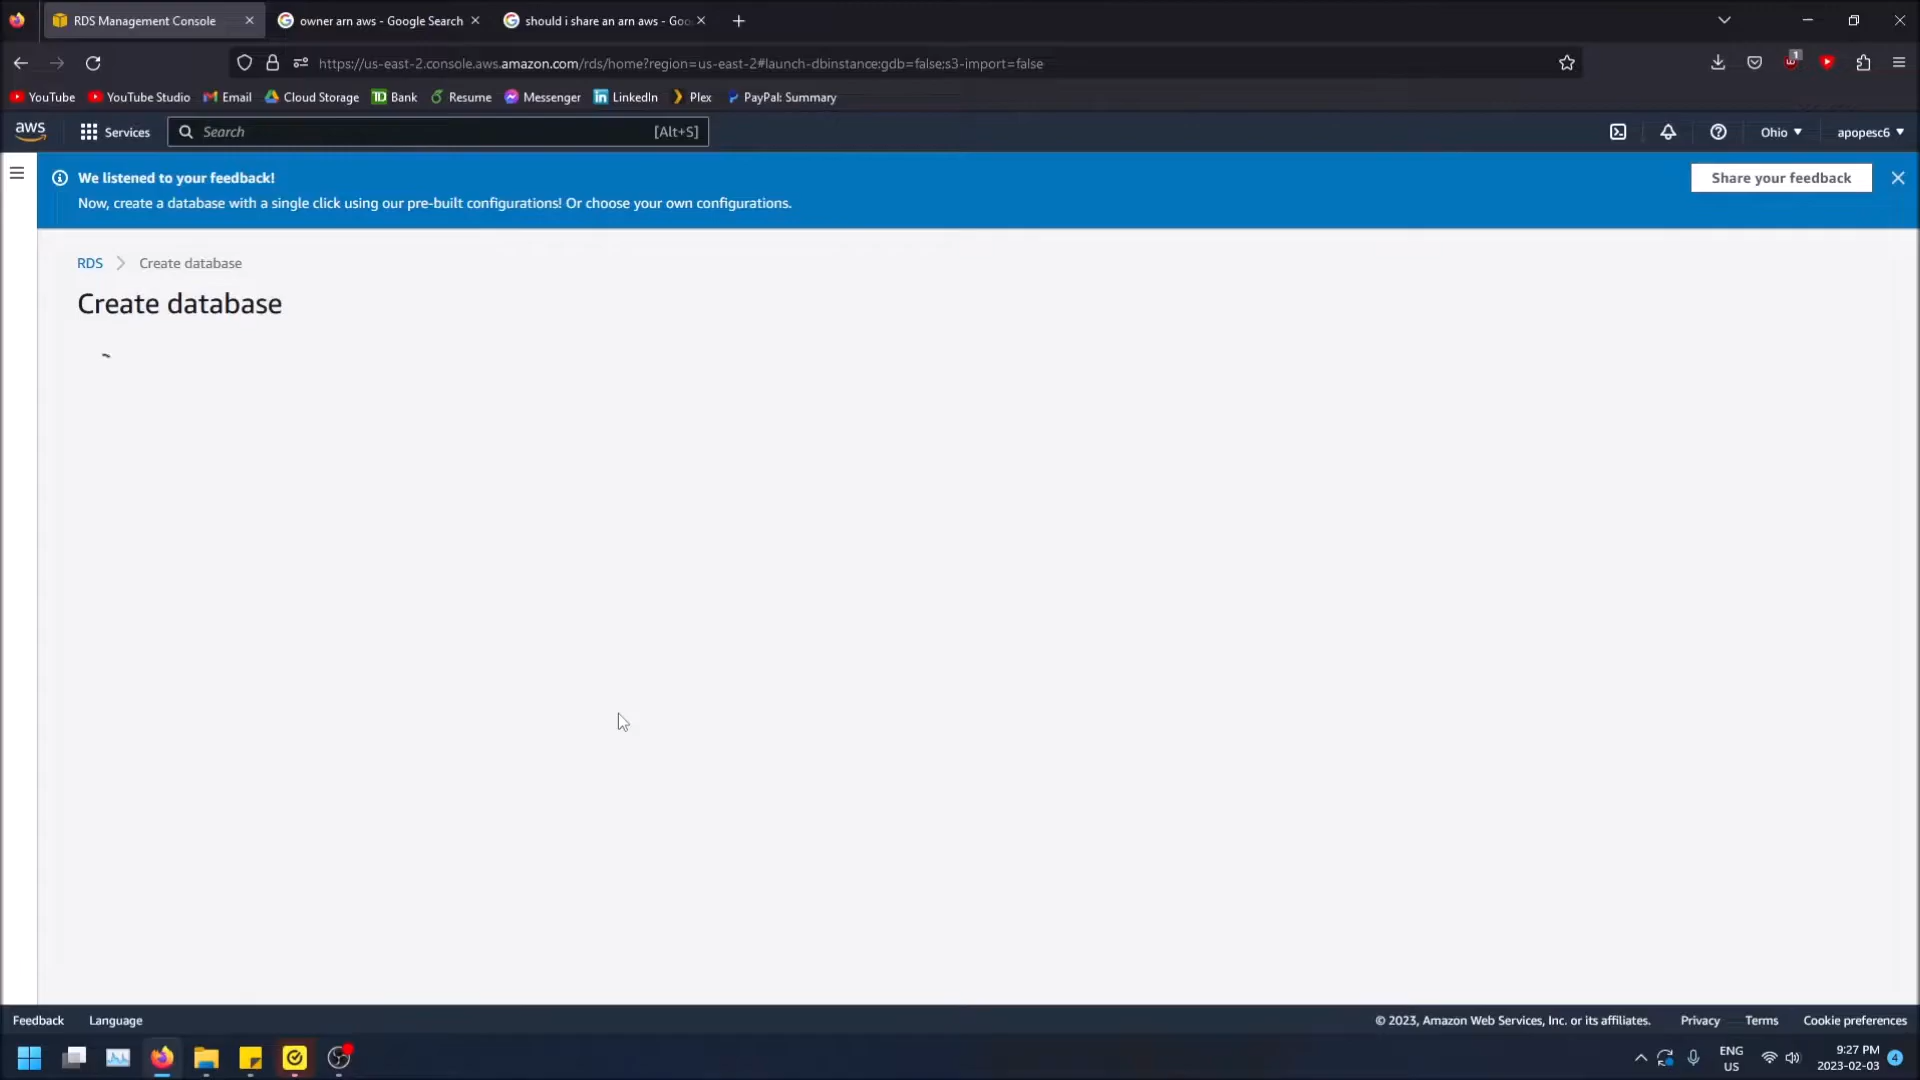 RDS Management Console
owner arn aws - Google Search
should i share an arn aws - Goo
https://us-east-2.console.aws.amazon.com/rds/home?region=us-east-2#launch-dbinstance:gdb=false;s3-import=false
1
YouTube
YouTube Studio
Email
Cloud Storage
TD Bank
Resume
Messenger
in LinkedIn
Plex
PayPal: Summary
aws
Services
Search
[Alt+S]
Ohio
apopesc6
We listened to your feedback!
Now, create a database with a single click using our pre-built configurations! Or choose your own configurations.
Share your feedback
RDS
Create database
Create database
Feedback
Language
© 2023, Amazon Web Services, Inc. or its affiliates.
Privacy
Terms
Cookie preferences
ENG
US
9:27 PM
2023-02-03
4